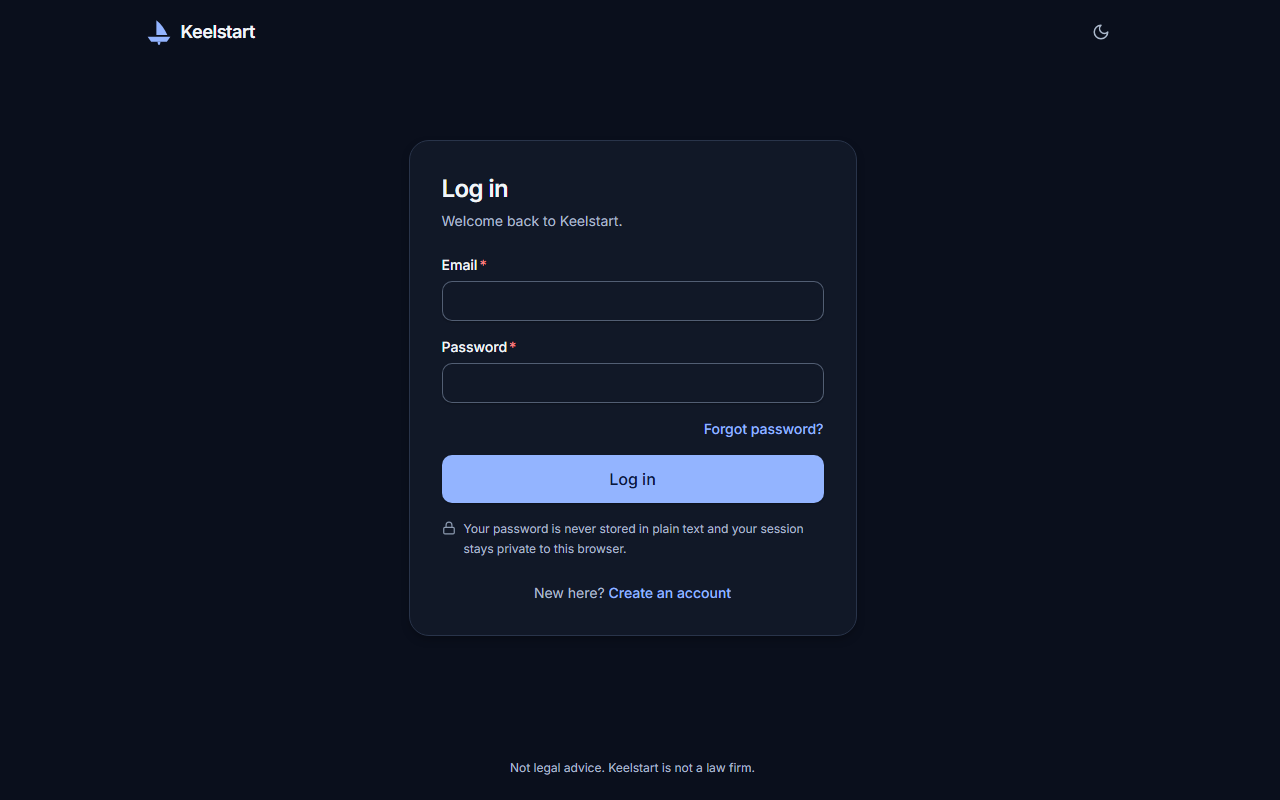 Keelstart
Log in
Welcome back to Keelstart.
Email *
Password *
Forgot password?
Log in
Your password is never stored in plain text and your session
stays private to this browser.
New here? Create an account
Not legal advice. Keelstart is not a law firm.